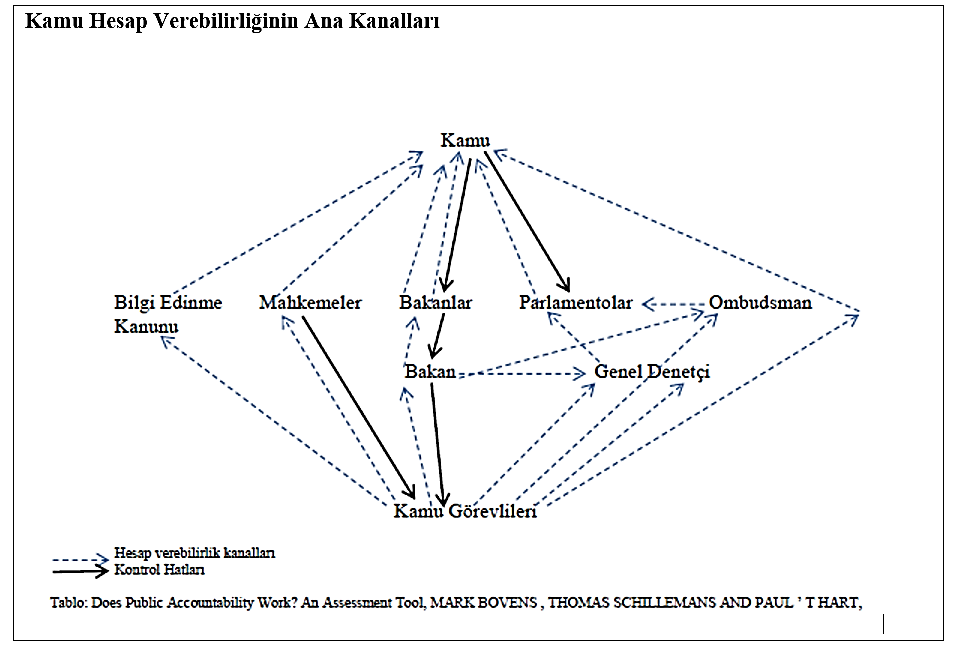 Kamu Hesap Verebilirliğinin Ana Kanalları
Kamu
Bilgi Edinme
Kanunu
Mahkemeler
Bakanlar
Parlamentolar
Ombudsman
Bakan
Genel Denetçi
Kamu Görevlileri
Hesap verebilirlik kanalları
Kontrol Hatları
Tablo: Does Public Accountability Work? An Assessment Tool, MARK BOVENS , THOMAS SCHILLEMANS AND PAUL ’ T HART,